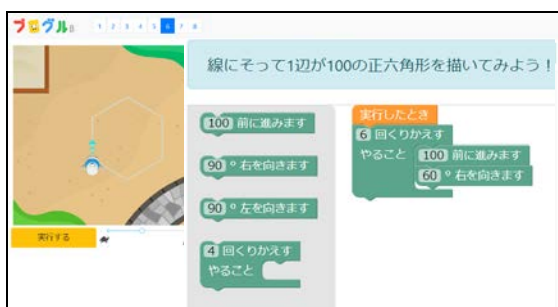 プログル
1 2 3 4 5 6 7 8
線にそって1辺が100の正六角形を描いてみよう！
100 前に進みます
90 ° 右を向きます
90 ° 左を向きます
4 回くりかえす
やること
実行したとき
6 回くりかえす
やること 100 前に進みます
60 ° 右を向きます
実行する